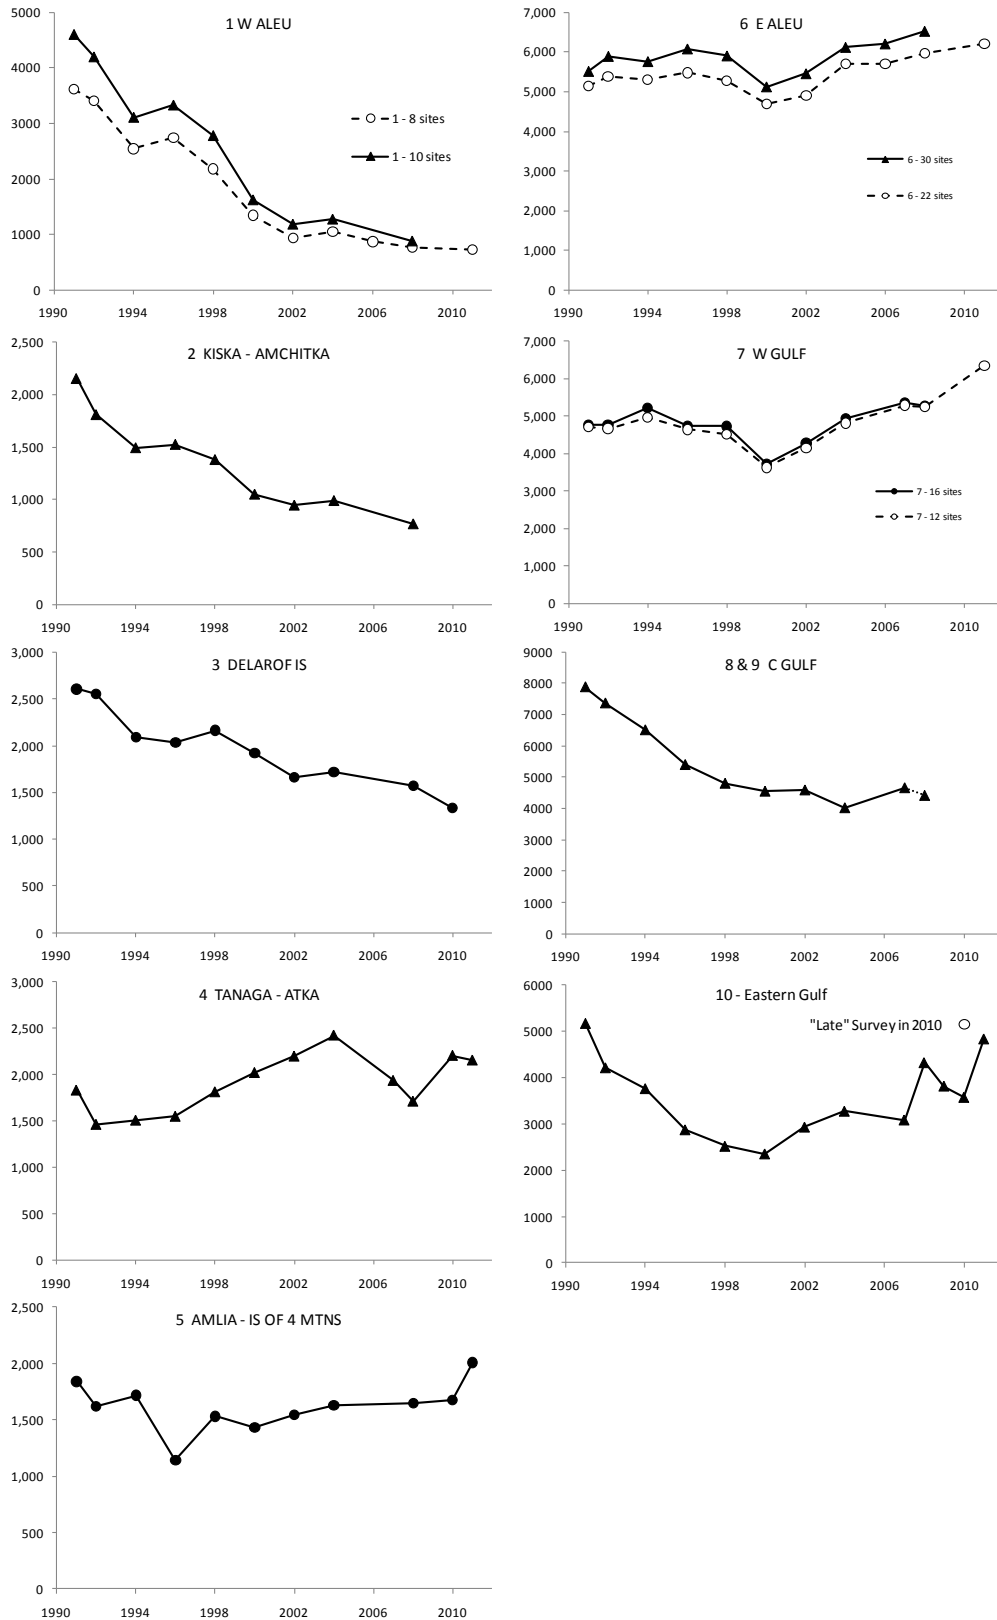 1 W ALEU
5000
4000
3000
2000
1000
0
1 - 8 sites
1 - 10 sites
1990 1994 1998 2002 2006 2010
6 E ALEU
7,000
6,000
5,000
4,000
3,000
2,000
1,000
0
6 - 30 sites
6 - 22 sites
1990 1994 1998 2002 2006 2010
2 KISKA - AMCHITKA
2,500
2,000
1,500
1,000
500
0
1990 1994 1998 2002 2006 2010
7 W GULF
7,000
6,000
5,000
4,000
3,000
2,000
1,000
0
7 - 16 sites
7 - 12 sites
1990 1994 1998 2002 2006 2010
3 DELAROF IS
3,000
2,500
2,000
1,500
1,000
500
0
1990 1994 1998 2002 2006 2010
8 & 9 C GULF
9000
8000
7000
6000
5000
4000
3000
2000
1000
0
1990 1994 1998 2002 2006 2010
4 TANAGA - ATKA
3,000
2,500
2,000
1,500
1,000
500
0
1990 1994 1998 2002 2006 2010
10 - Eastern Gulf
"Late" Survey in 2010
6000
5000
4000
3000
2000
1000
0
1990 1994 1998 2002 2006 2010
5 AMLIA - IS OF 4 MTNS
2,500
2,000
1,500
1,000
500
0
1990 1994 1998 2002 2006 2010